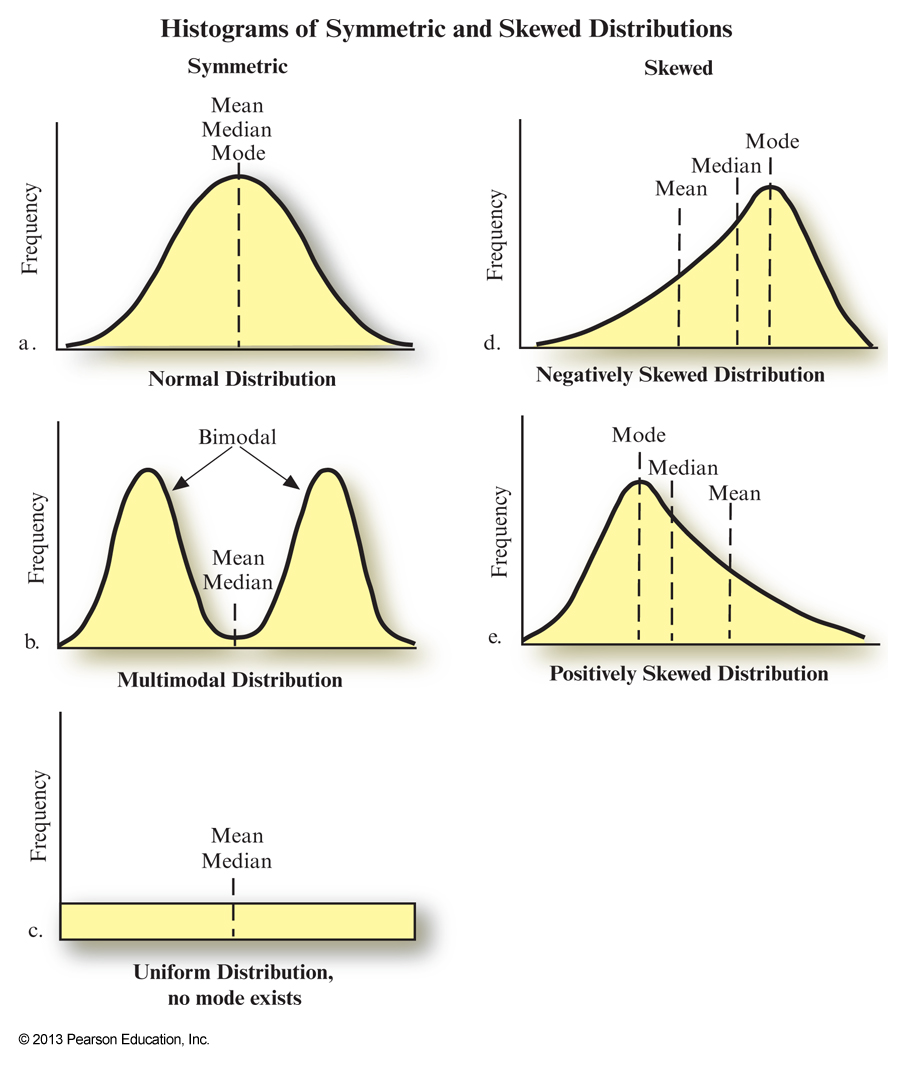 Histograms of Symmetric and Skewed Distributions
Symmetric
Mean
Median
Mode
Frequency
a.
Normal Distribution
Bimodal
Mean
Median
Frequency
b.
Multimodal Distribution
Mean
Median
Frequency
c.
Uniform Distribution,
no mode exists
Skewed
Mode
Median
Mean
Frequency
d.
Negatively Skewed Distribution
Mode
Median
Mean
Frequency
e.
Positively Skewed Distribution
© 2013 Pearson Education, Inc.